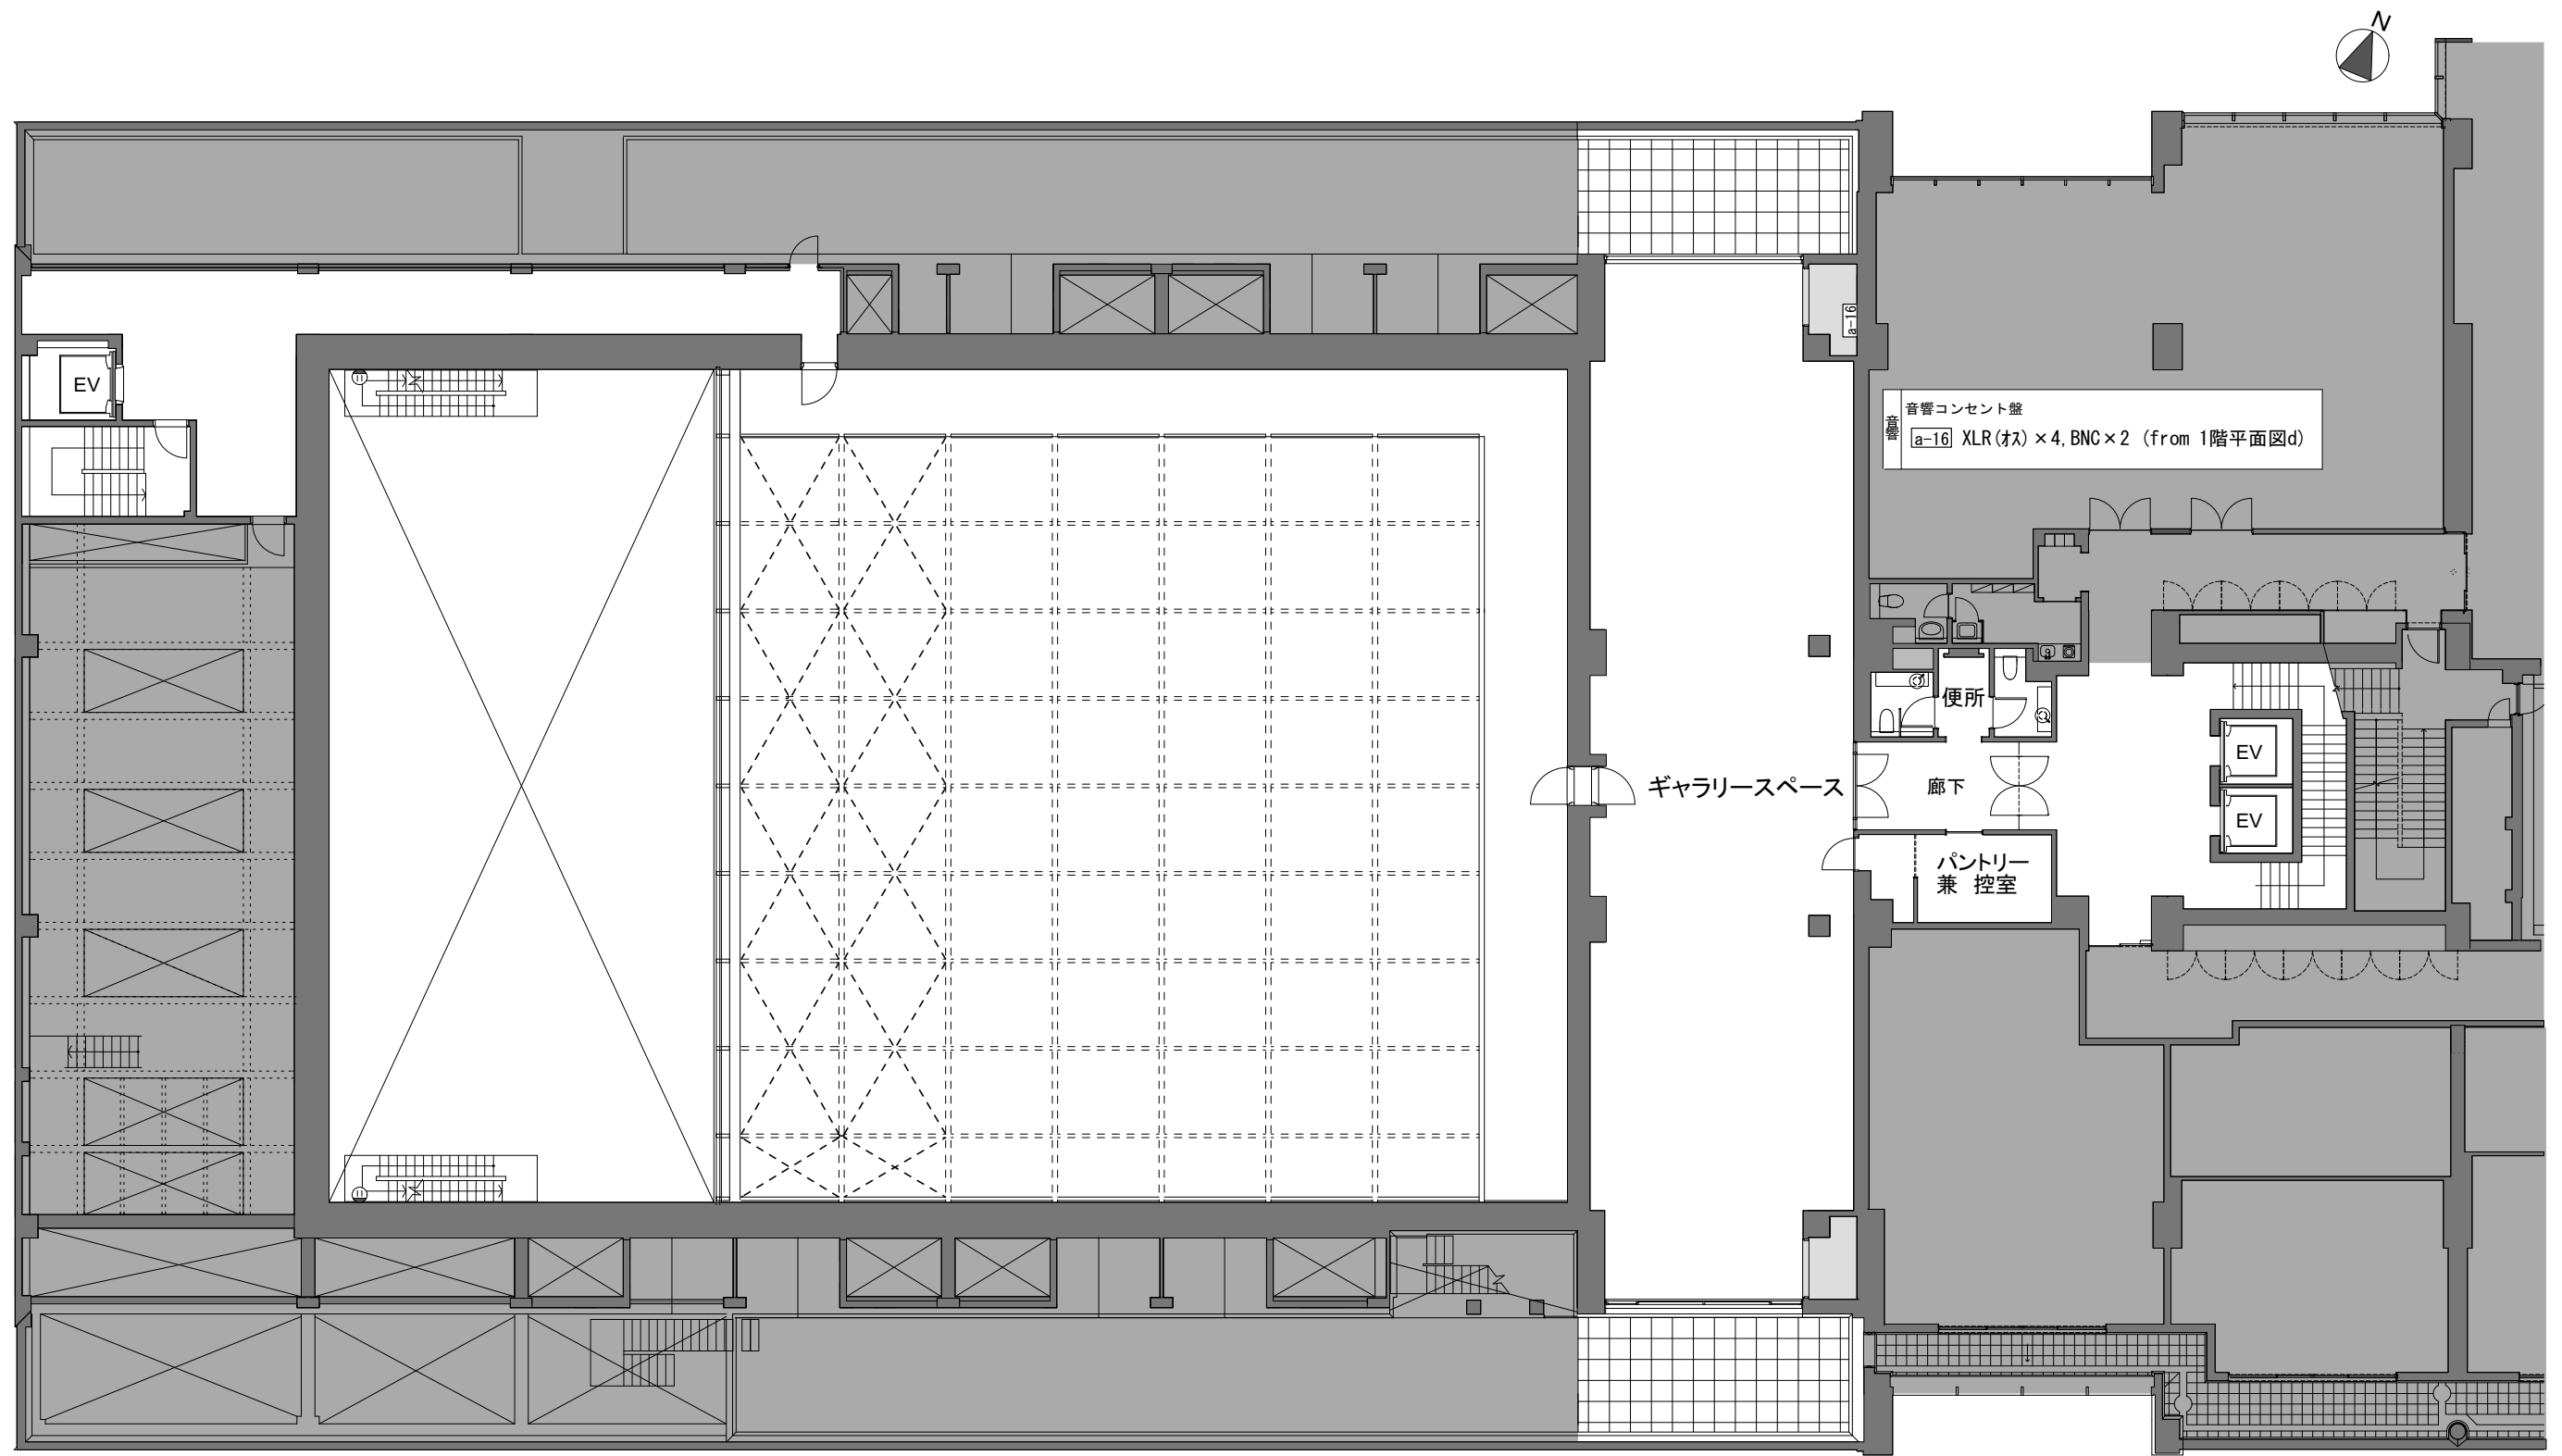 N
EV
a-16
音響
音響コンセント盤
a-16 XLR(ｵｽ)×4,BNC×2 (from 1階平面図d)
便所
EV
ギャラリースペース
廊下
EV
パントリー
兼 控室